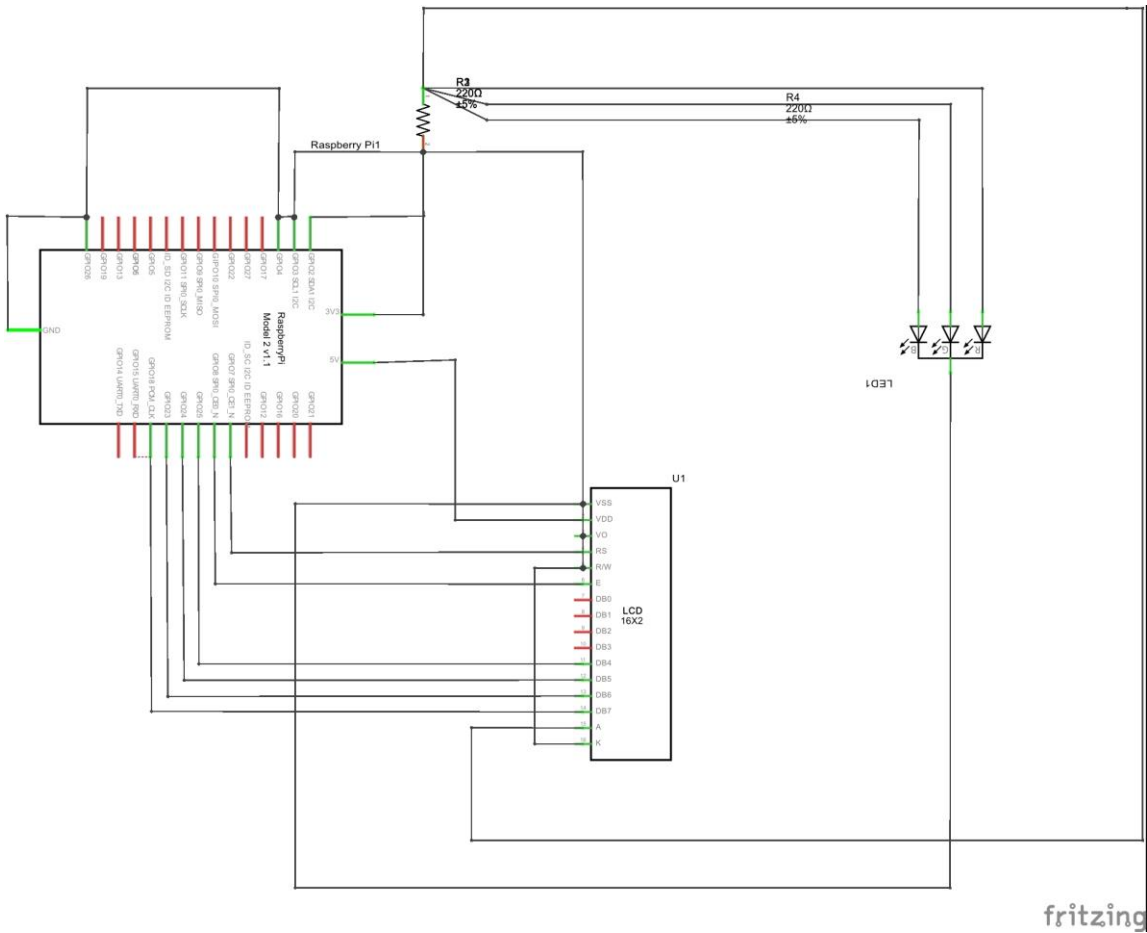 220Ω
±5%
R4
220Ω
±5%
Raspberry Pi1
GPIO26
GPIO19
GPIO13
GPIO6
GPIO5
ID_SD I2C ID EEPROM
GPIO11 SPI0_SCLK
GPIO9 SPI0_MISO
GIPO10 SPI0_MOSI
GPIO22
GPIO27
GPIO17
GPIO4
GPIO3 SCL1 I2C
GPIO2 SDA1 I2C
3V3
5V
GND
RaspberryPi
Model 2 v1.1
GPIO14 UART0_TXD
GPIO15 UART0_RXD
GPIO18 PCM_CLK
GPIO23
GPIO24
GPIO25
GPIO8 SPI0_CE0_N
GPIO7 SPI0_CE1_N
ID_SC I2C ID EEPROM
GPIO12
GPIO16
GPIO20
GPIO21
B
G
R
LED1
U1
VSS
VDD
VO
RS
R/W
E
DB0
DB1
DB2
DB3
DB4
DB5
DB6
DB7
A
K
LCD
16X2
fritzing